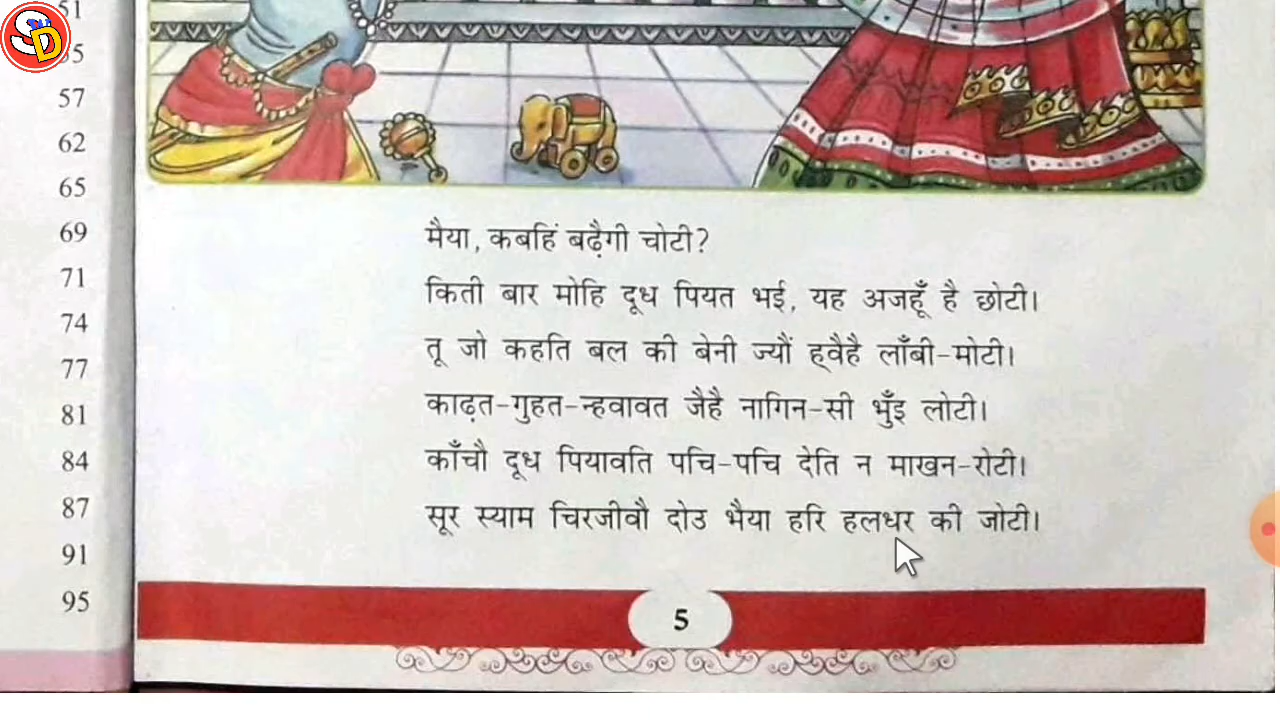 SD
51
55
57
62
65
69
71
74
77
81
84
87
91
95
मैया, कबहिं बढ़ैगी चोटी?
किती बार मोहि दूध पियत भई, यह अजहूँ है छोटी।
तू जो कहति बल की बेनी ज्यौं ह्वैहै लाँबी-मोटी।
काढ़त-गुहत-न्हवावत जैहै नागिन-सी भुँइ लोटी।
काँचौ दूध पियावति पचि-पचि देति न माखन-रोटी।
सूर स्याम चिरजीवौ दोउ भैया हरि हलधर की जोटी।
5